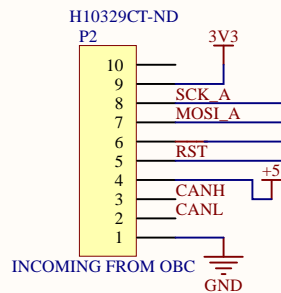 H10329CT-ND
P2
3V3
10
9
8 SCK_A
7 MOSI_A
6
5 RST
4 +5
3 CANH
2 CANL
1
INCOMING FROM OBC
GND